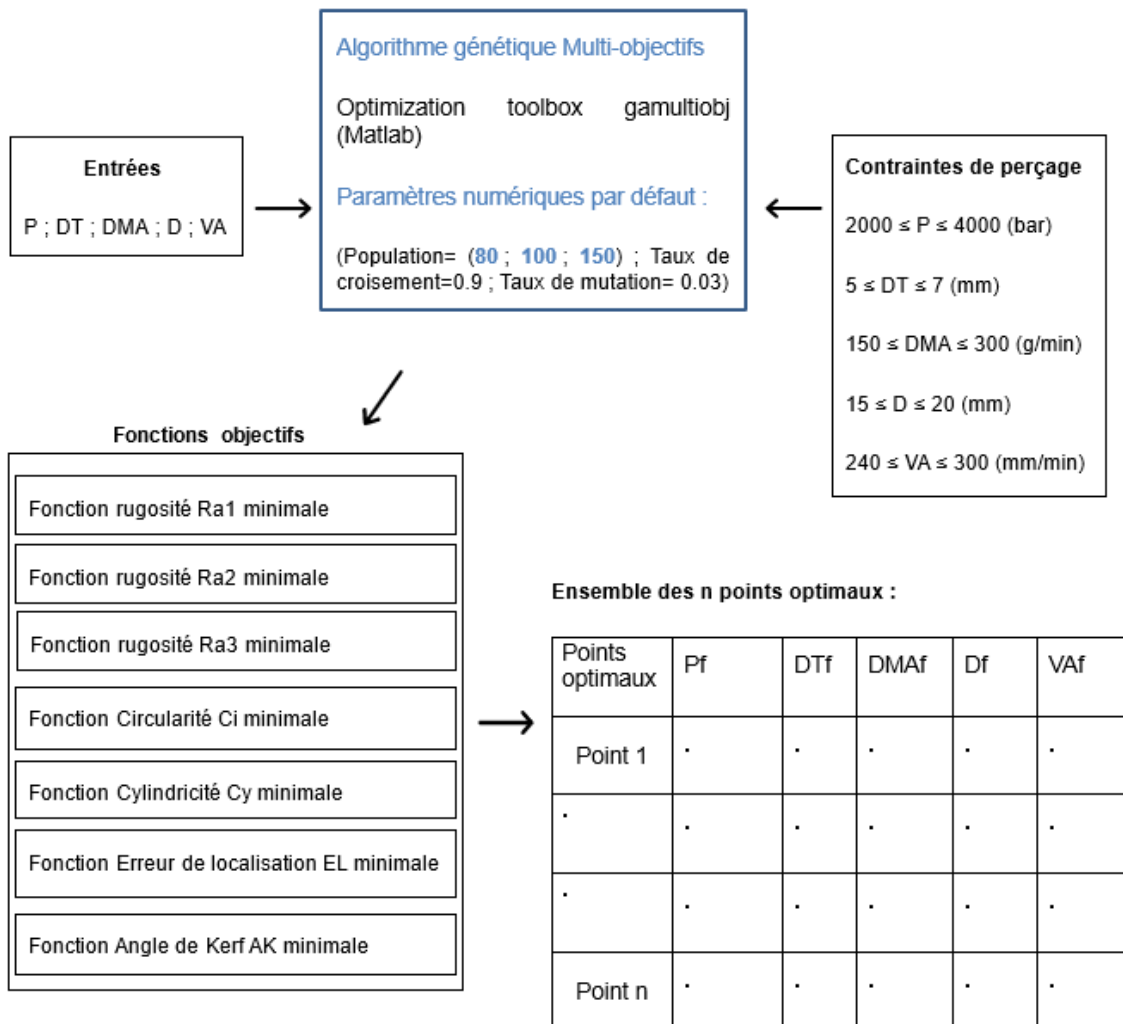 Algorithme génétique Multi-objectifs
Optimization toolbox gamultiobj
(Matlab)
Paramètres numériques par défaut :
(Population= (80 ; 100 ; 150) ; Taux de
croisement=0.9 ; Taux de mutation= 0.03)
Entrées
P ; DT ; DMA ; D ; VA
Contraintes de perçage
2000 ≤ P ≤ 4000 (bar)
5 ≤ DT ≤ 7 (mm)
150 ≤ DMA ≤ 300 (g/min)
15 ≤ D ≤ 20 (mm)
240 ≤ VA ≤ 300 (mm/min)
Fonctions objectifs
Fonction rugosité Ra1 minimale
Fonction rugosité Ra2 minimale
Fonction rugosité Ra3 minimale
Fonction Circularité Ci minimale
Fonction Cylindricité Cy minimale
Fonction Erreur de localisation EL minimale
Fonction Angle de Kerf AK minimale
Ensemble des n points optimaux :
Points optimaux Pf DTf DMAf Df VAf
Point 1 . . . . .
. . . . . .
. . . . . .
Point n . . . . .